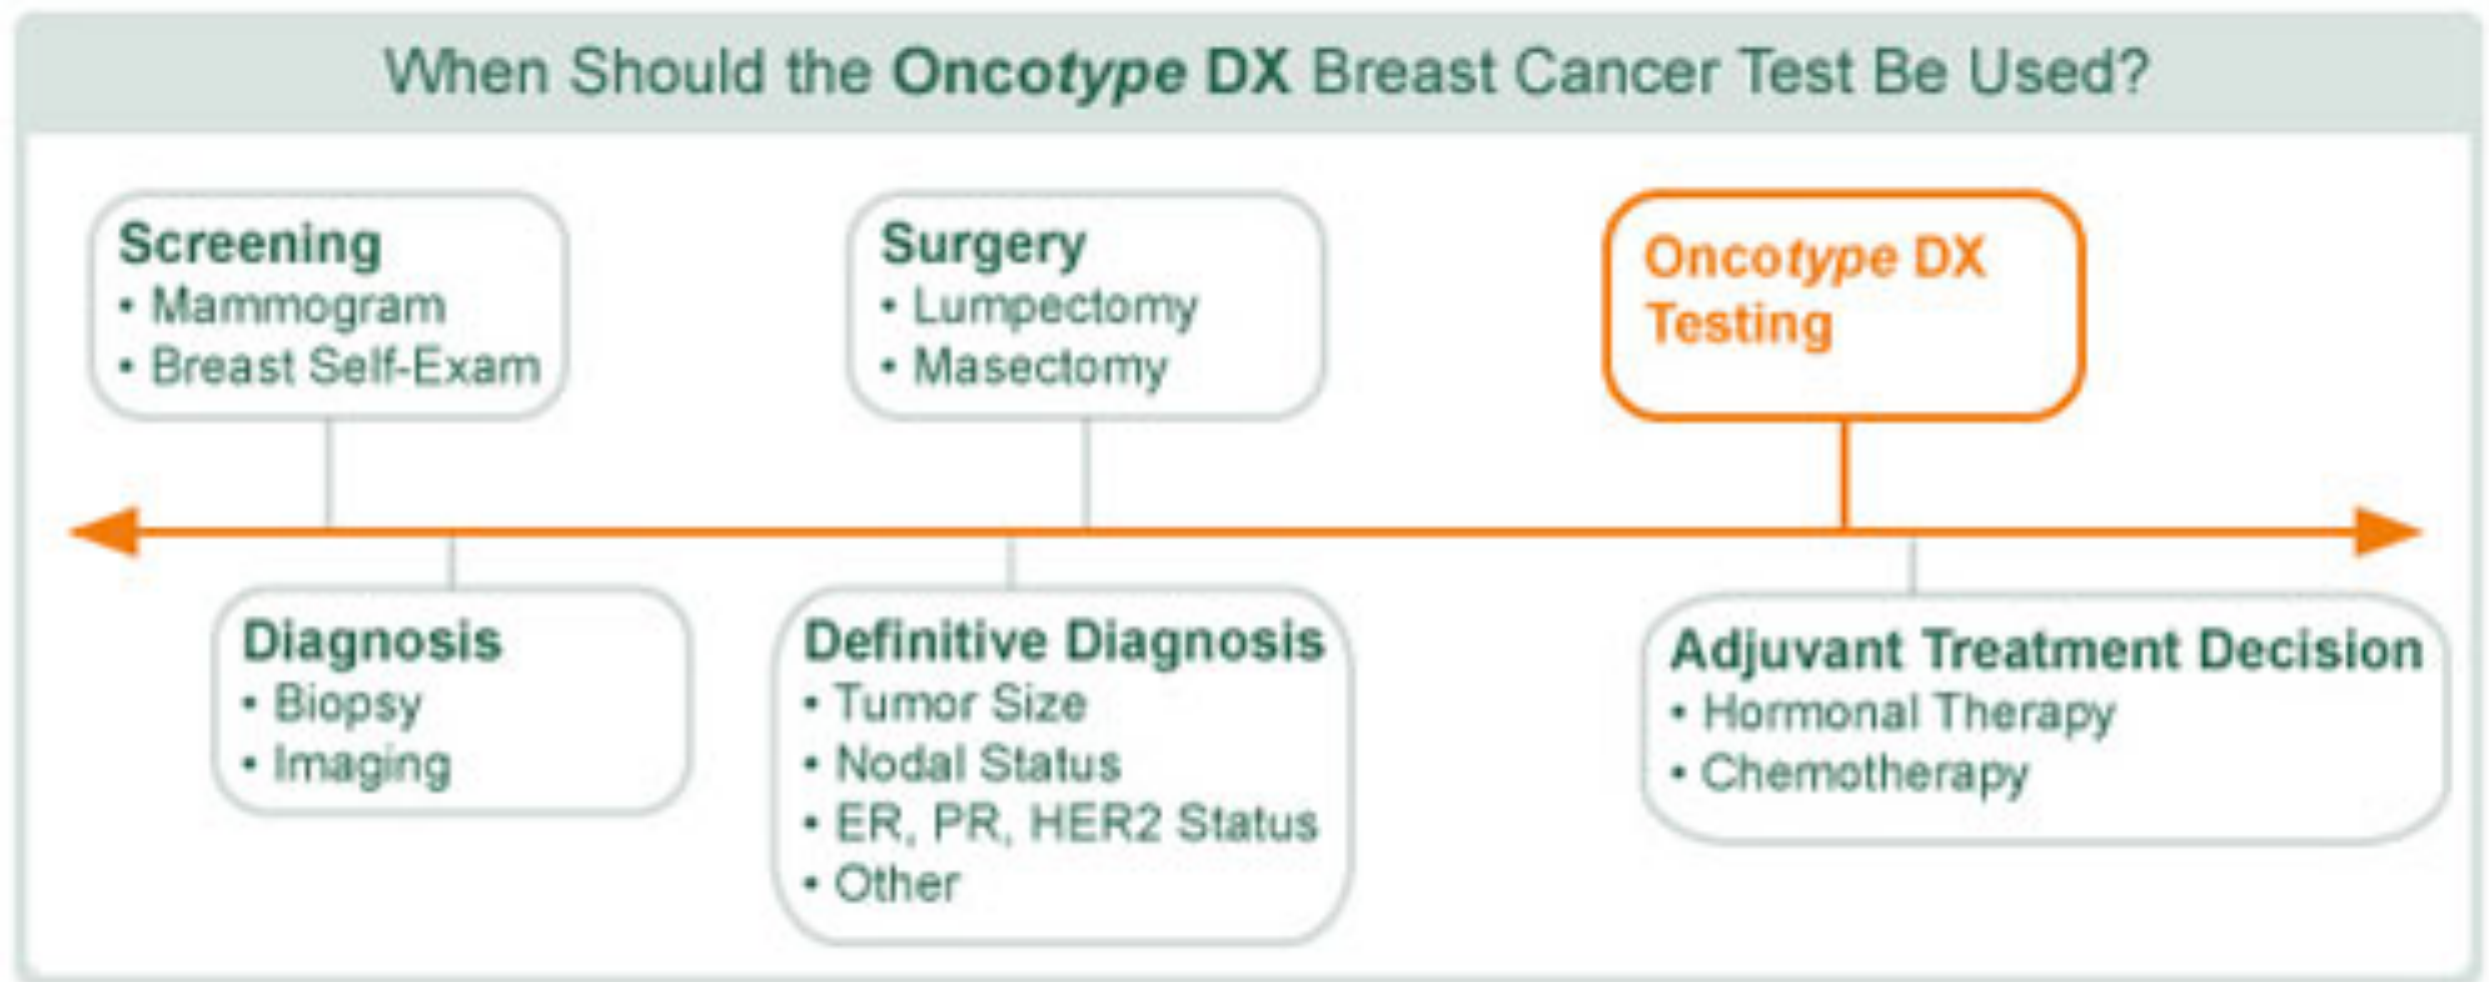 When Should the Oncotype DX Breast Cancer Test Be Used?
Screening
• Mammogram
• Breast Self-Exam
Surgery
• Lumpectomy
• Masectomy
Oncotype DX
Testing
Diagnosis
• Biopsy
• Imaging
Definitive Diagnosis
• Tumor Size
• Nodal Status
• ER, PR, HER2 Status
• Other
Adjuvant Treatment Decision
• Hormonal Therapy
• Chemotherapy